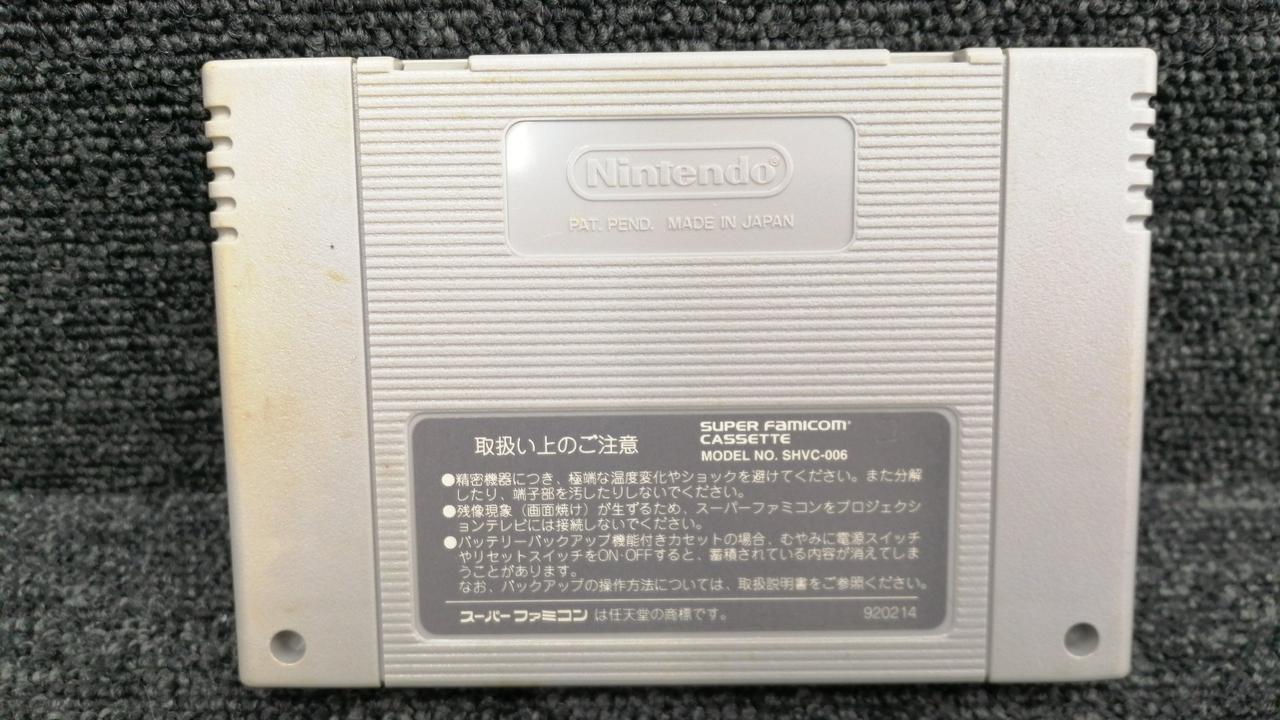 Nintendo®
PAT. PEND. MADE IN JAPAN
取扱い上のご注意
SUPER FAMICOM®
CASSETTE
MODEL NO. SHVC-006
●精密機器につき、極端な温度変化やショックを避けてください。また分解
したり、端子部を汚したりしないでください。
●残像現象（画面焼け）が生ずるため、スーパーファミコンをプロジェクシ
ョンテレビには接続しないでください。
●バッテリーバックアップ機能付きカセットの場合、むやみに電源スイッチ
やリセットスイッチをON·OFFすると、蓄積されている内容が消えてしま
うことがあります。
なお、バックアップの操作方法については、取扱説明書をご参照ください。
スーパーファミコン は任天堂の商標です。
920214